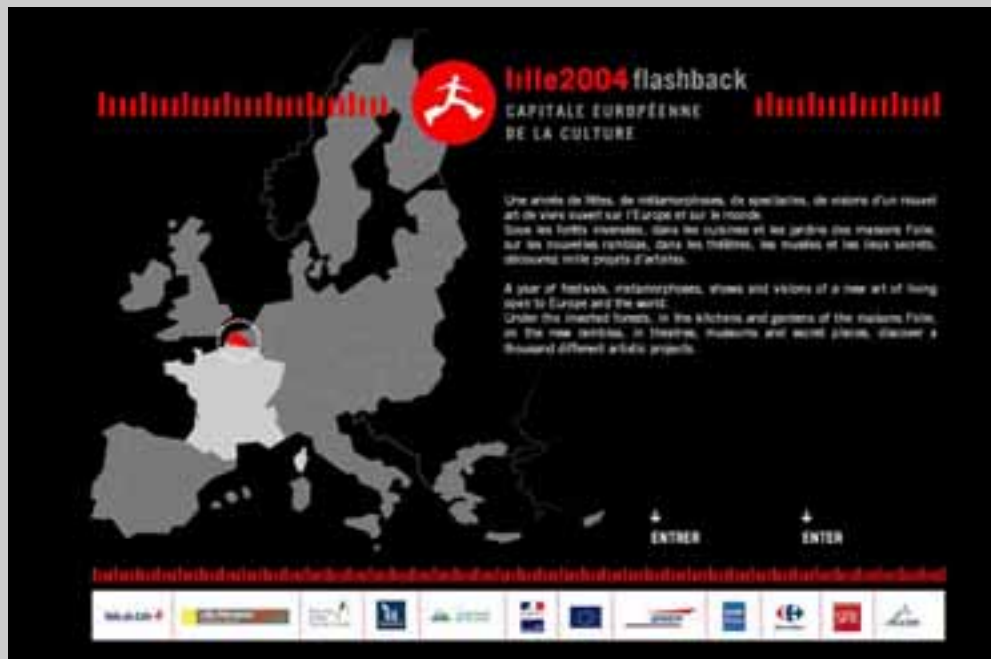 lille2004 flashback
CAPITALE EUROPÉENNE
DE LA CULTURE
Une année de fêtes, de métamorphoses, de spectacles, de visions d'un nouvel
art de vivre ouvert sur l'Europe et sur le monde.
Sous les forêts inversées, dans les cuisines et les jardins des maisons Folie,
sur les nouvelles ramblas, dans les théâtres, les musées et les lieux secrets,
découvrez mille projets d'artistes.
A year of festivals, metamorphoses, shows and visions of a new art of living
open to Europe and the world.
Under the inverted forests, in the kitchens and gardens of the maisons Folie,
on the new ramblas, in theatres, museums and secret places, discover a
thousand different artistic projects.
ENTRER
ENTER
SFR